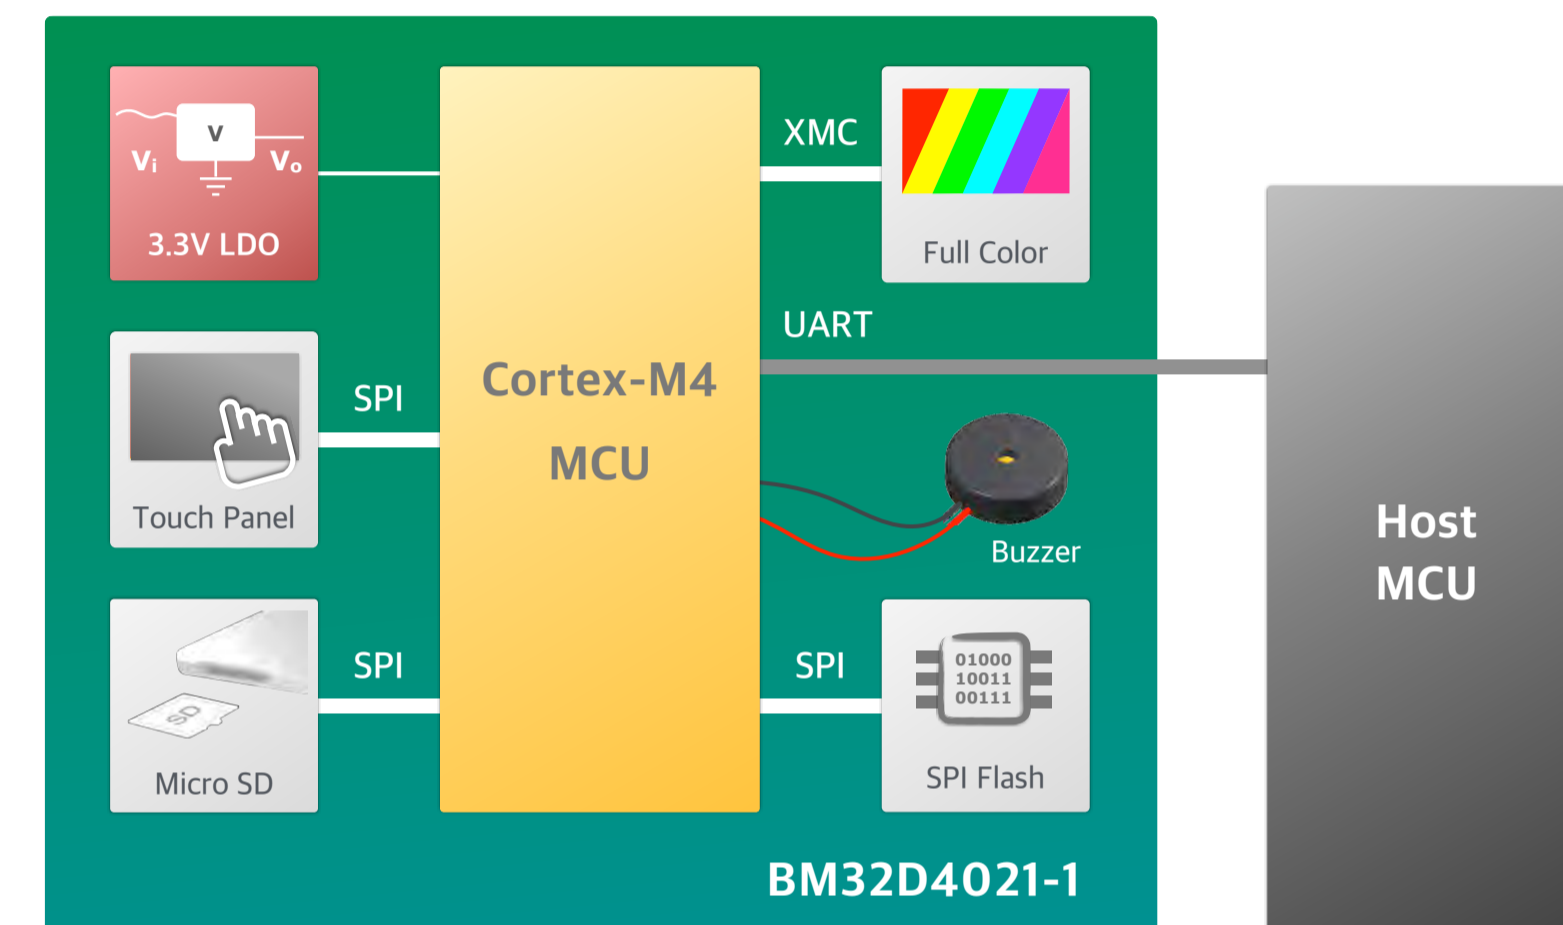 V
Vi
Vo
3.3V LDO
XMC
Full Color
UART
Touch Panel
SPI
Cortex-M4
MCU
Buzzer
Host
MCU
SD
Micro SD
SPI
SPI
01000
10011
00111
SPI Flash
BM32D4021-1